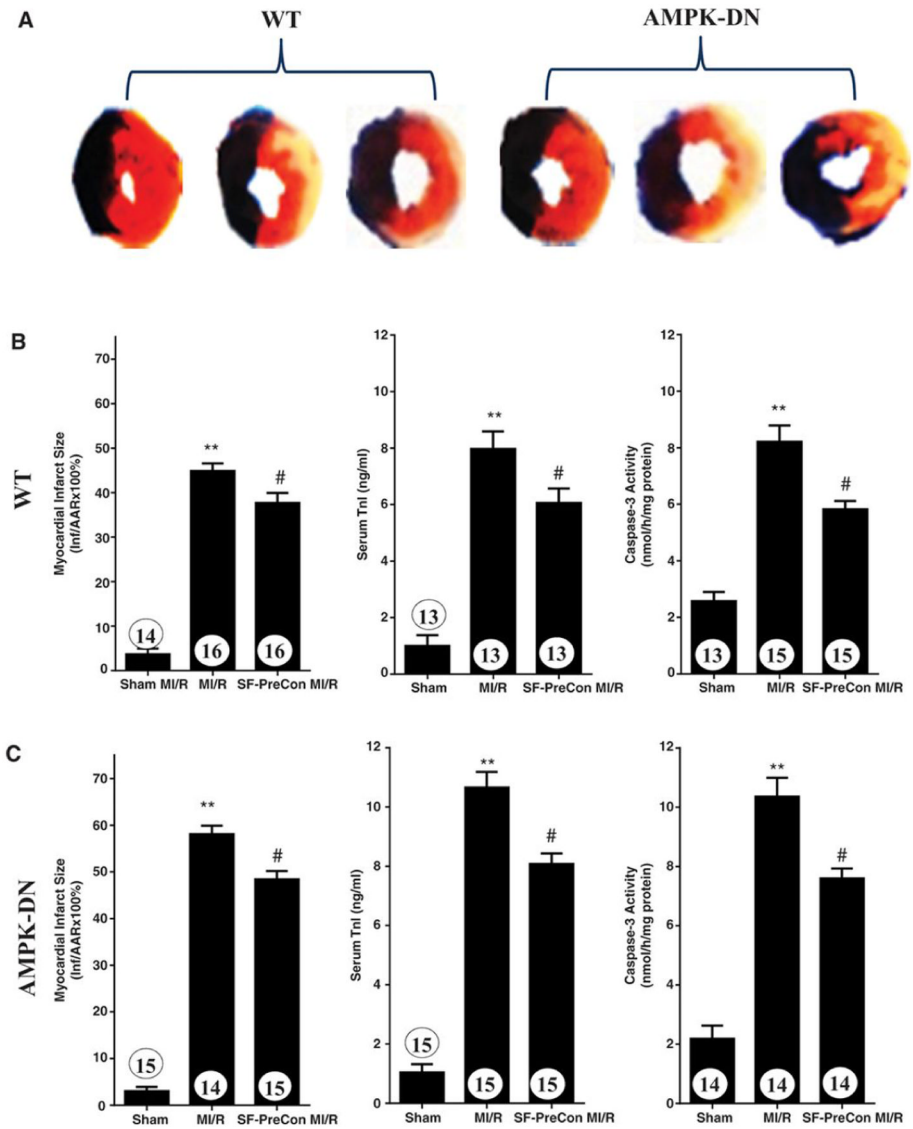 A
WT
AMPK-DN
B
WT
Myocardial Infarct Size
(Inf/AARx100%)
70
60
50
40
30
20
10
0
14
16
16
Sham MI/R
MI/R
SF-PreCon MI/R
**
#
Serum TnI (ng/ml)
12
10
8
6
4
2
0
13
13
13
Sham
MI/R
SF-PreCon MI/R
**
#
Caspase-3 Activity
(nmol/h/mg protein)
12
10
8
6
4
2
0
13
15
15
Sham
MI/R
SF-PreCon MI/R
**
#
C
AMPK-DN
Myocardial Infarct Size
(Inf/AARx100%)
70
60
50
40
30
20
10
0
15
14
15
Sham
MI/R
SF-PreCon MI/R
**
#
Serum TnI (ng/ml)
12
10
8
6
4
2
0
15
15
15
Sham
MI/R
SF-PreCon MI/R
**
#
Caspase-3 Activity
(nmol/h/mg protein)
12
10
8
6
4
2
0
14
14
14
Sham
MI/R
SF-PreCon MI/R
**
#